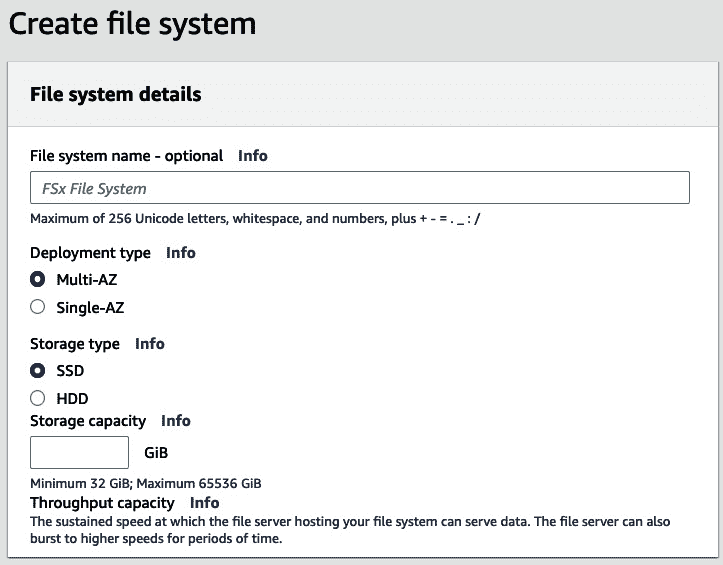 Create file system
File system details
File system name - optional Info
FSx File System
Maximum of 256 Unicode letters, whitespace, and numbers, plus + - = . _ : /
Deployment type Info
Multi-AZ
Single-AZ
Storage type Info
SSD
HDD
Storage capacity Info
GiB
Minimum 32 GiB; Maximum 65536 GiB
Throughput capacity Info
The sustained speed at which the file server hosting your file system can serve data. The file server can also
burst to higher speeds for periods of time.